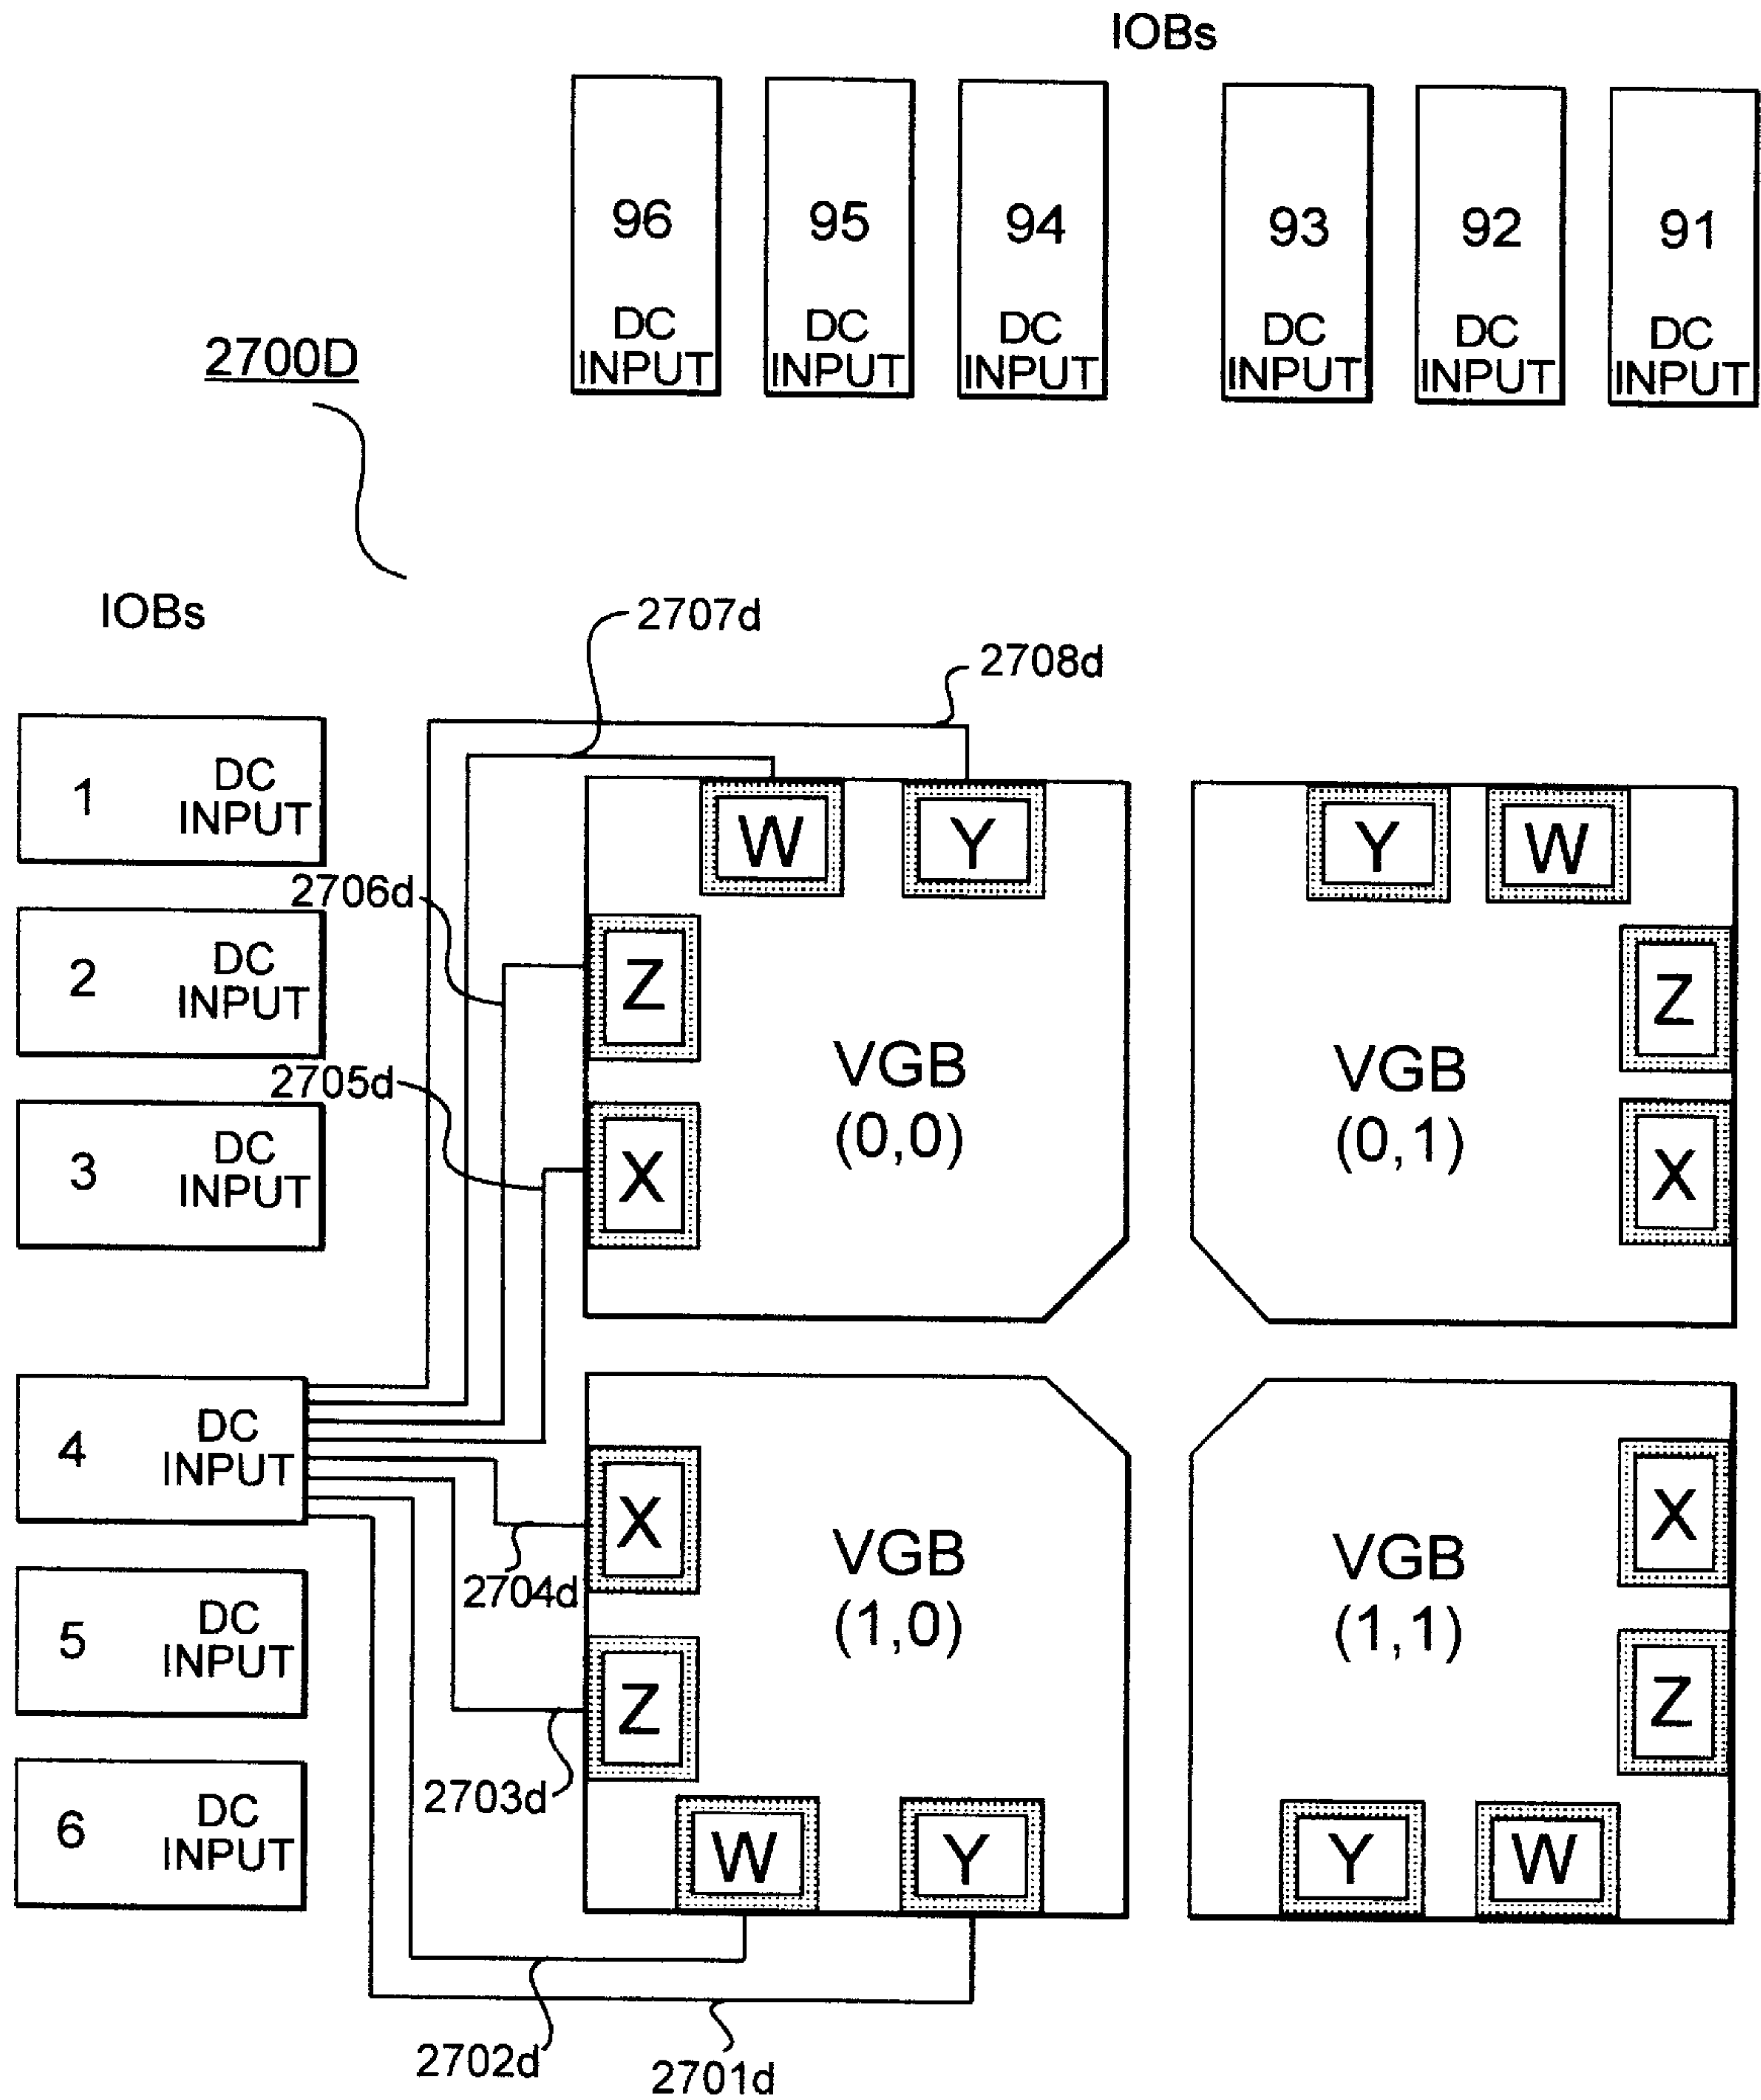 IOBs
96
DC
INPUT
95
DC
INPUT
94
DC
INPUT
93
DC
INPUT
92
DC
INPUT
91
DC
INPUT
2700D
IOBs
2707d
2708d
1
DC
INPUT
2
DC
INPUT
3
DC
INPUT
2706d
2705d
W
Y
Z
X
VGB
(0,0)
Y
W
Z
X
VGB
(0,1)
4
DC
INPUT
5
DC
INPUT
6
DC
INPUT
2704d
2703d
X
Z
W
Y
VGB
(1,0)
X
Z
Y
W
VGB
(1,1)
2702d
2701d